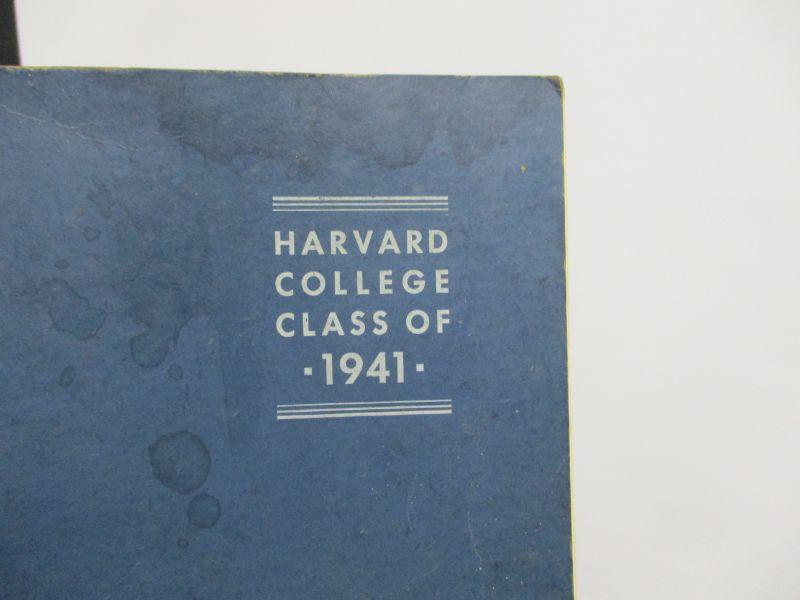 HARVARD
COLLEGE
CLASS OF
·1941·